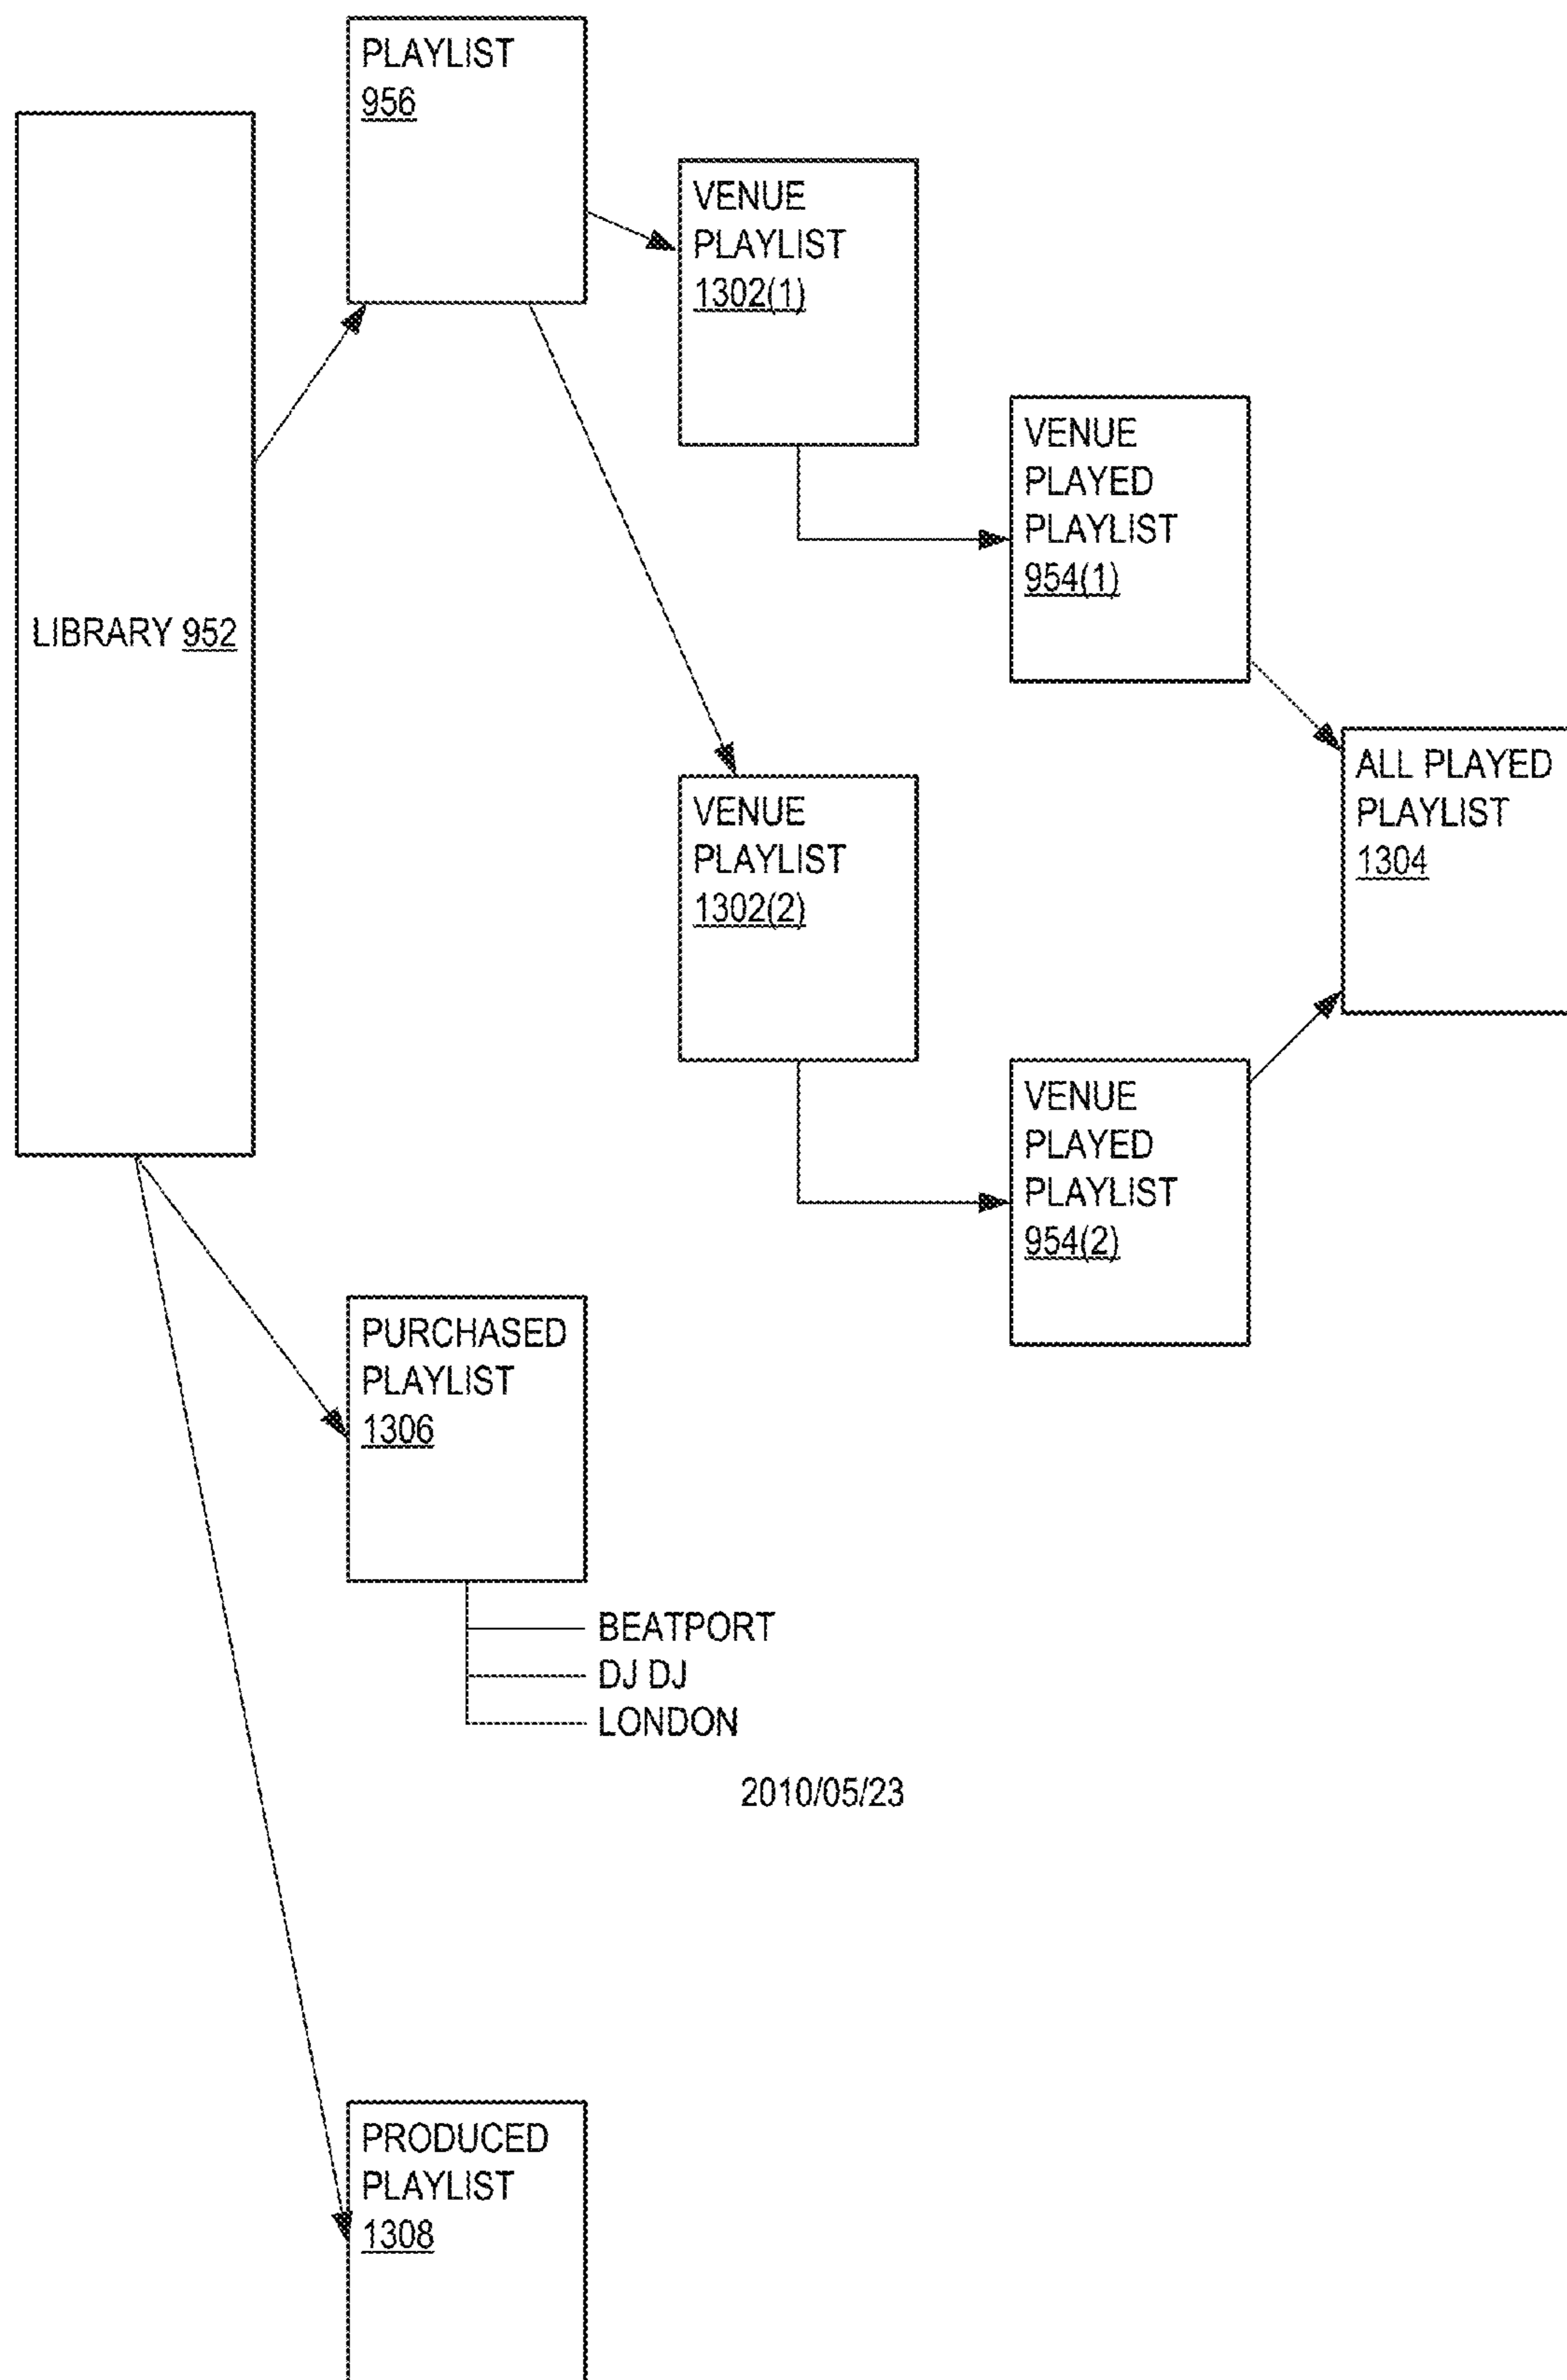 PLAYLIST
956
VENUE
PLAYLIST
1302(1)
VENUE
PLAYED
PLAYLIST
954(1)
LIBRARY 952
ALL PLAYED
PLAYLIST
1304
VENUE
PLAYLIST
1302(2)
VENUE
PLAYED
PLAYLIST
954(2)
PURCHASED
PLAYLIST
1306
BEATPORT
DJ DJ
LONDON
2010/05/23
PRODUCED
PLAYLIST
1308